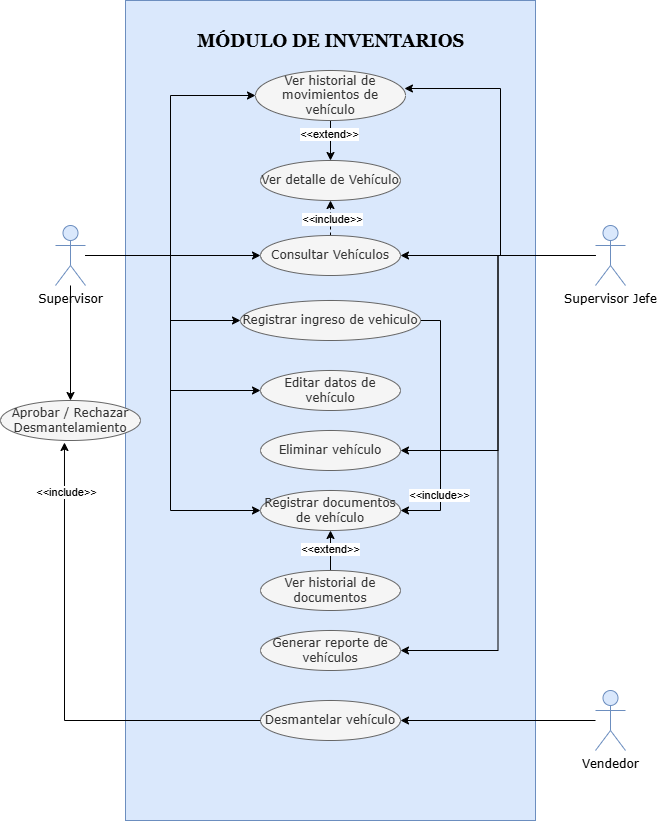 MÓDULO DE INVENTARIOS
Ver historial de
movimientos de
vehículo
<<extend>>
Ver detalle de Vehículo
<<include>>
Consultar Vehículos
Supervisor
Supervisor Jefe
Registrar ingreso de vehiculo
Editar datos de
vehículo
Aprobar / Rechazar
Desmantelamiento
Eliminar vehículo
<<include>>
<<include>>
Registrar documentos
de vehículo
<<extend>>
Ver historial de
documentos
Generar reporte de
vehículos
Desmantelar vehículo
Vendedor